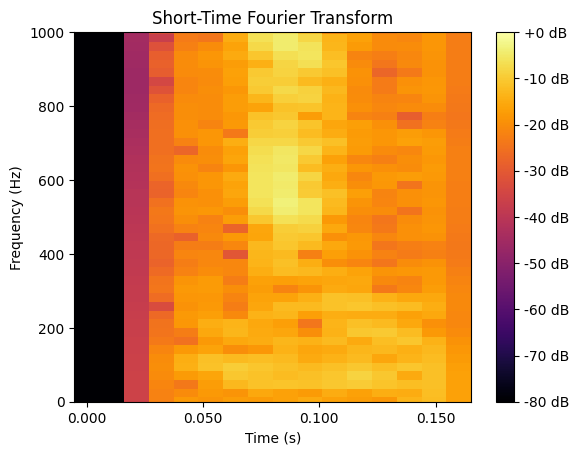 Short-Time Fourier Transform
1000
800
600
400
200
0
Frequency (Hz)
0.000
0.050
0.100
0.150
Time (s)
+0 dB
-10 dB
-20 dB
-30 dB
-40 dB
-50 dB
-60 dB
-70 dB
-80 dB